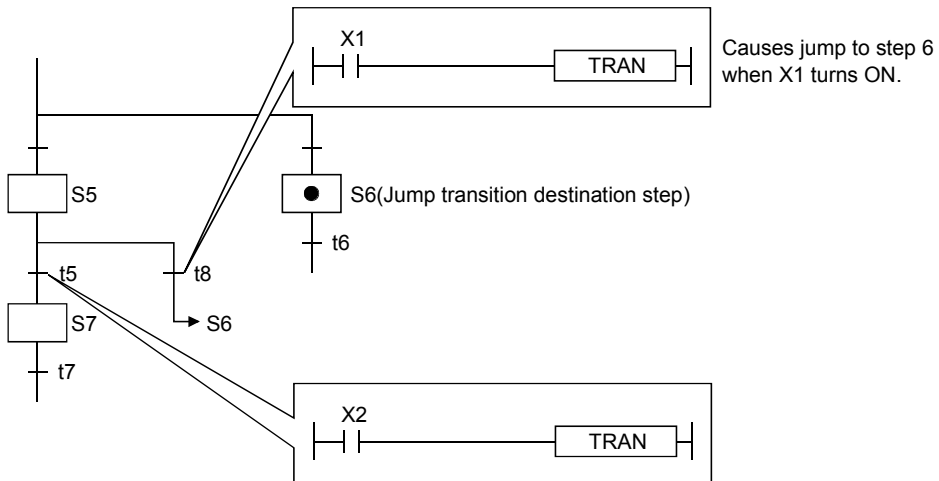 X1
TRAN
Causes jump to step 6
when X1 turns ON.
S5
S6(Jump transition destination step)
t6
t5
t8
S7
S6
t7
X2
TRAN